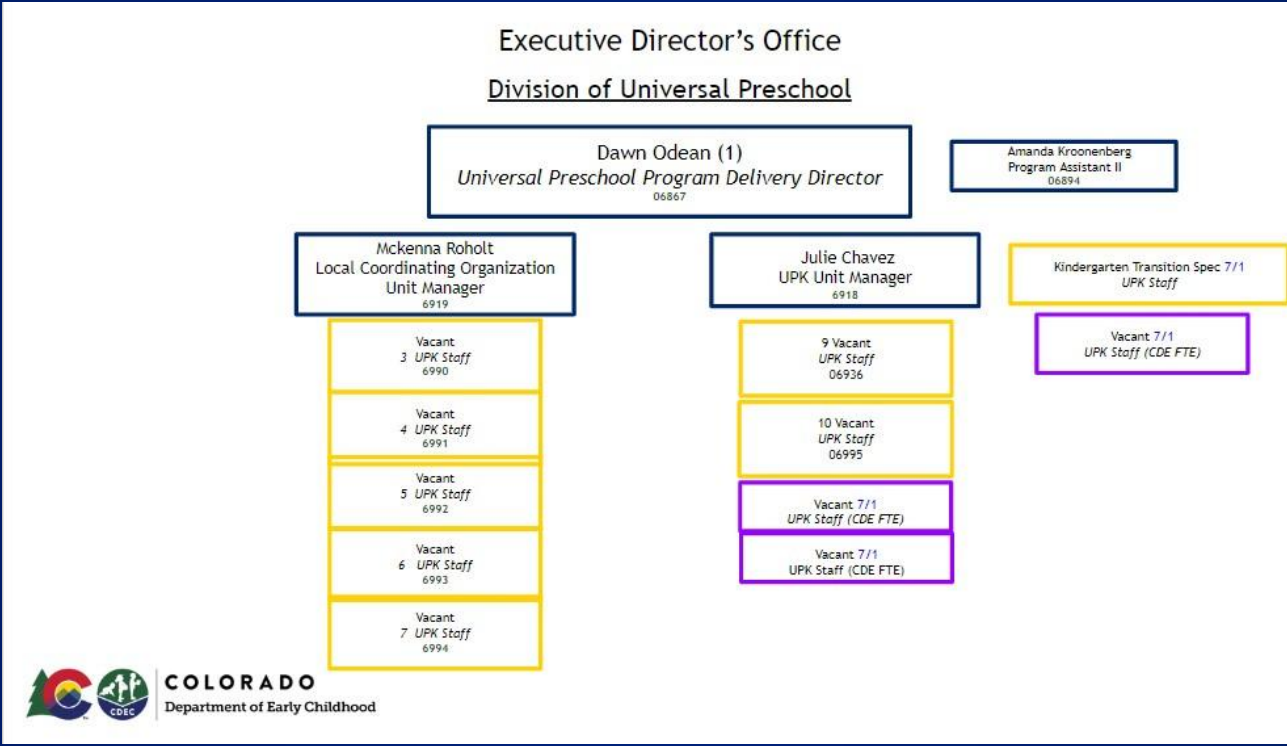 Executive Director's Office
Division of Universal Preschool
Dawn Odean (1)
Universal Preschool Program Delivery Director
06867
Amanda Kroonenberg
Program Assistant II
06894
Mckenna Roholt
Local Coordinating Organization
Unit Manager
6919
Vacant
3 UPK Staff
6990
Vacant
4 UPK Staff
6991
Vacant
5 UPK Staff
6992
Vacant
6 UPK Staff
6993
Vacant
7 UPK Staff
6994
Julie Chavez
UPK Unit Manager
6918
9 Vacant
UPK Staff
06936
10 Vacant
UPK Staff
06995
Vacant 7/1
UPK Staff (CDE FTE)
Vacant 7/1
UPK Staff (CDE FTE)
Kindergarten Transition Spec 7/1
UPK Staff
Vacant 7/1
UPK Staff (CDE FTE)
CDEC
COLORADO
Department of Early Childhood